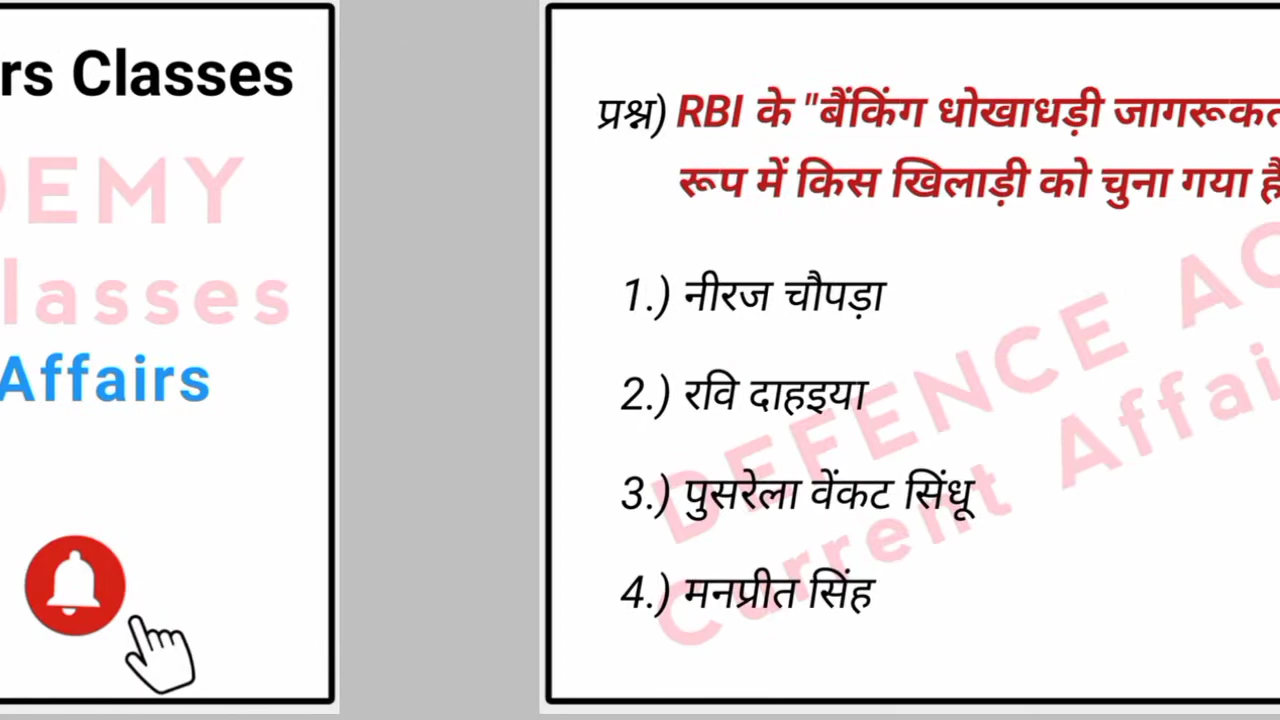 rs Classes
DEMY
lasses
Affairs
प्रश्न) RBI के "बैंकिंग धोखाधड़ी जागरूकत
रूप में किस खिलाड़ी को चुना गया है
1.) नीरज चौपड़ा
2.) रवि दाहइया
3.) पुसरेला वेंकट सिंधू
4.) मनप्रीत सिंह
DEFENCE AC
Current Affai